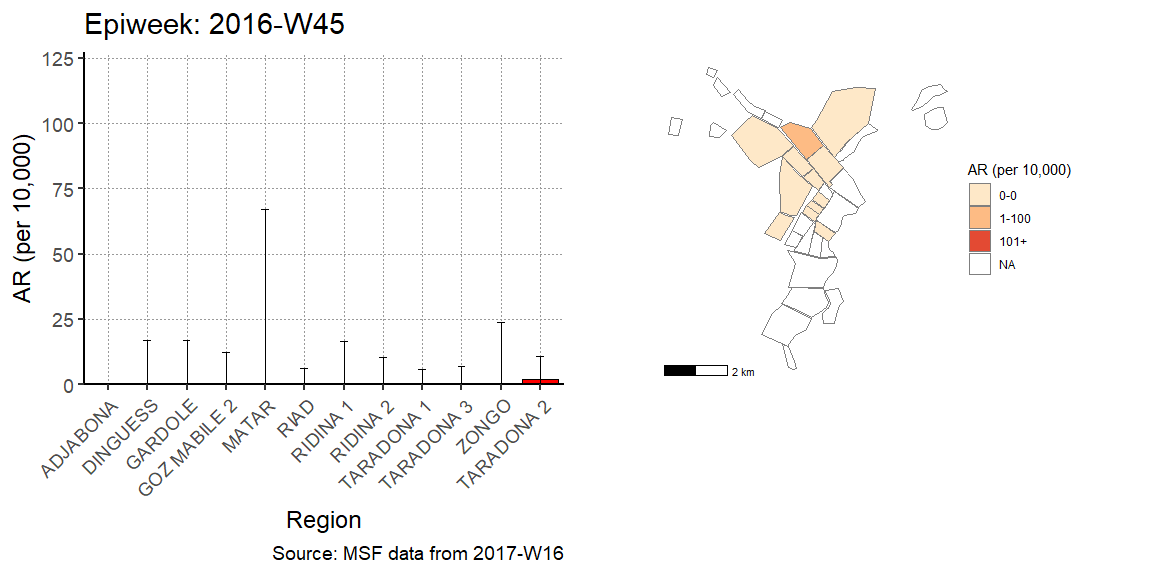 Epiweek: 2016-W45
AR (per 10,000)
125
100
75
50
25
0
ADJABONA
DINGUESS
GARDOLE
GOZ MABILE 2
MATAR
RIAD
RIDINA 1
RIDINA 2
TARADONA 1
TARADONA 3
ZONGO
TARADONA 2
Region
Source: MSF data from 2017-W16
AR (per 10,000)
0-0
1-100
101+
NA
2 km